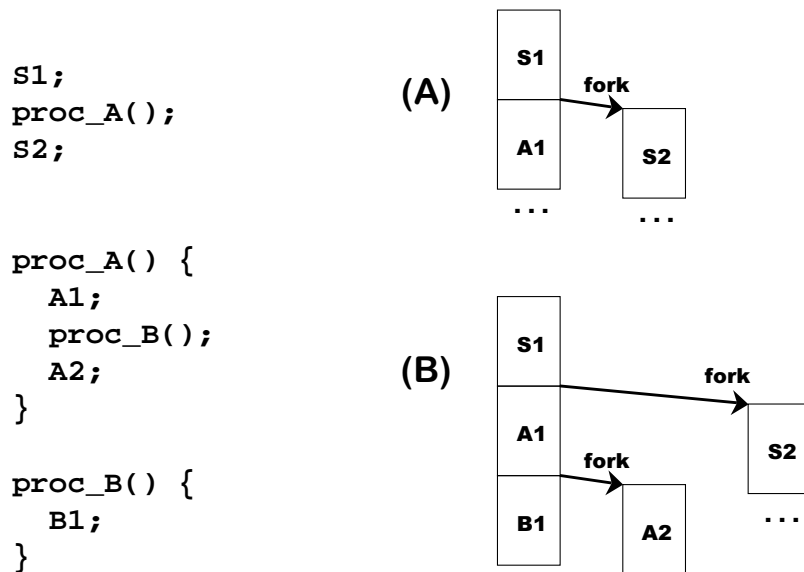 S1;
proc_A();
S2;
proc_A() {
A1;
proc_B();
A2;
}
proc_B() {
B1;
}
(A)
S1
fork
A1
S2
...
...
(B)
S1
fork
A1
S2
fork
...
B1
A2